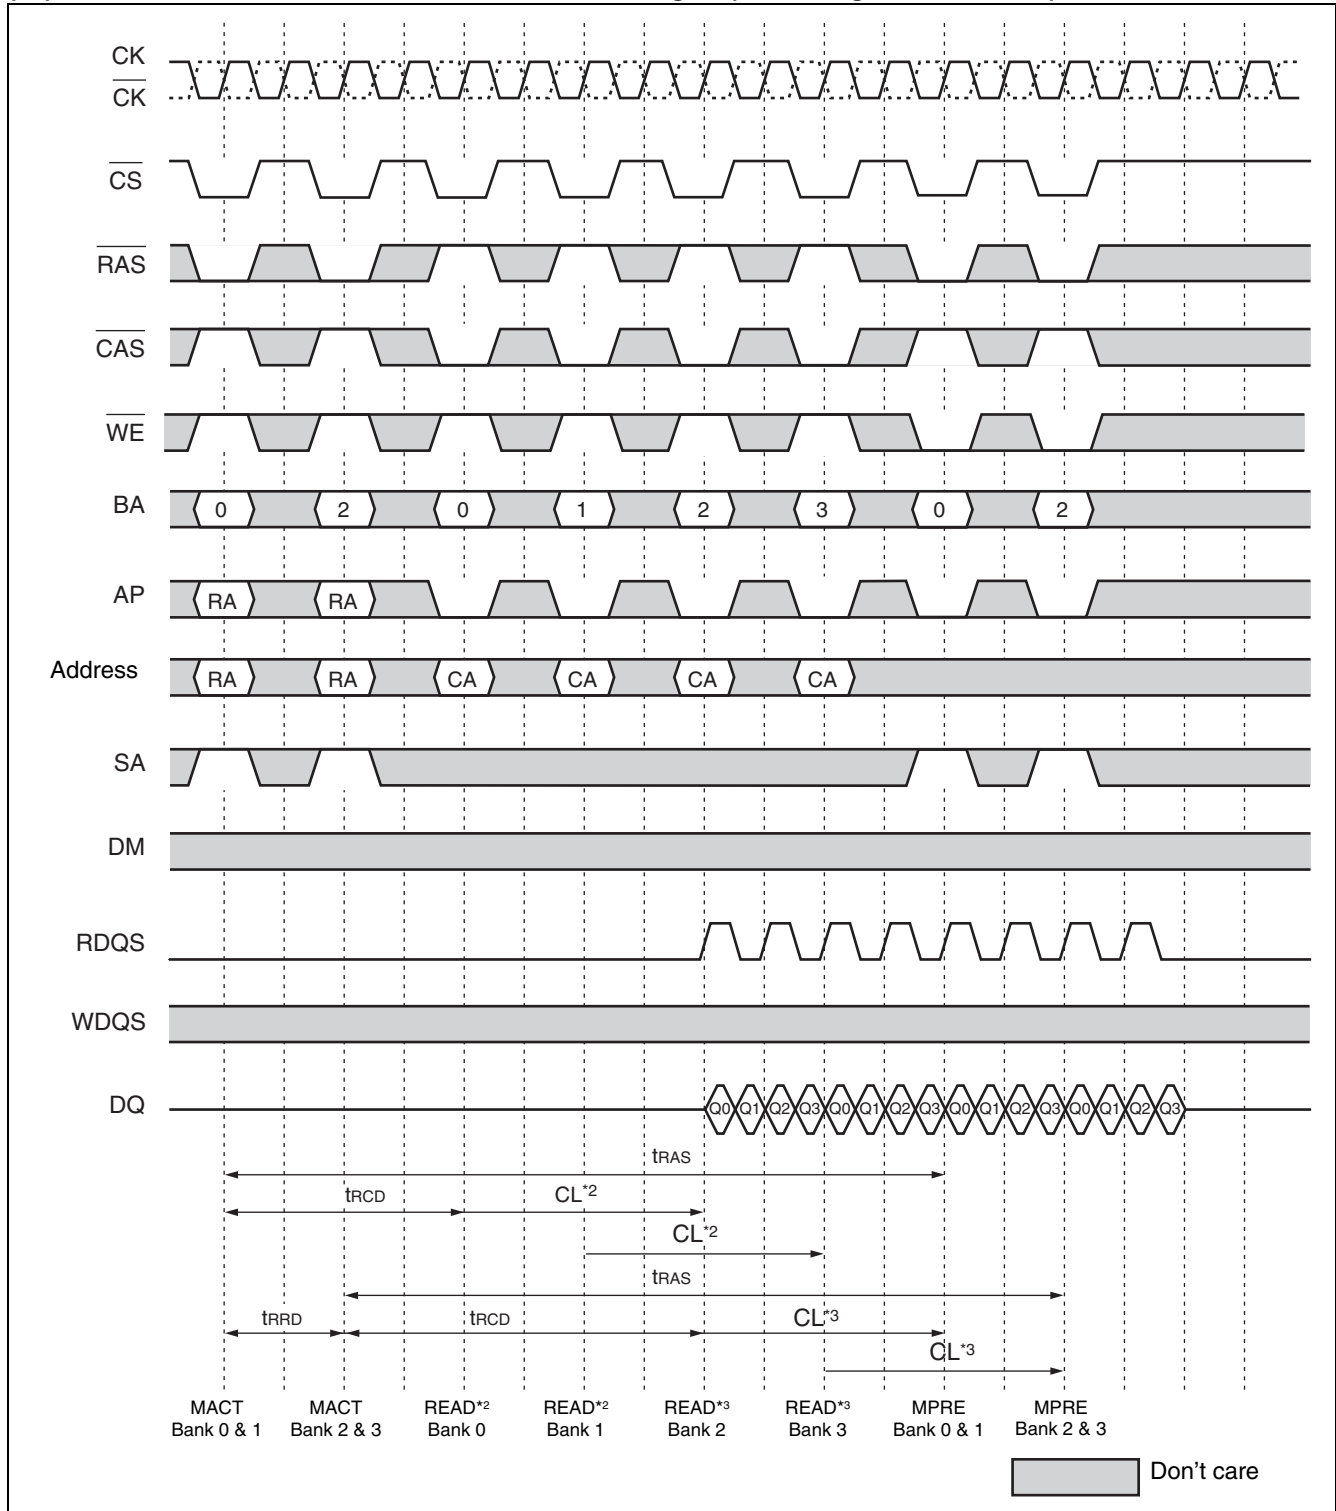 CK
CK
CS
RAS
CAS
WE
BA 0 2 0 1 2 3 0 2
AP RA RA
Address RA RA CA CA CA CA
SA
DM
RDQS
WDQS
DQ Q0 Q1 Q2 Q3 Q0 Q1 Q2 Q3 Q0 Q1 Q2 Q3 Q0 Q1 Q2 Q3
tRAS
tRCD CL*2
CL*2
tRAS
tRRD tRCD CL*3
CL*3
MACT MACT READ*2 READ*2 READ*3 READ*3 MPRE MPRE
Bank 0 & 1 Bank 2 & 3 Bank 0 Bank 1 Bank 2 Bank 3 Bank 0 & 1 Bank 2 & 3
Don't care